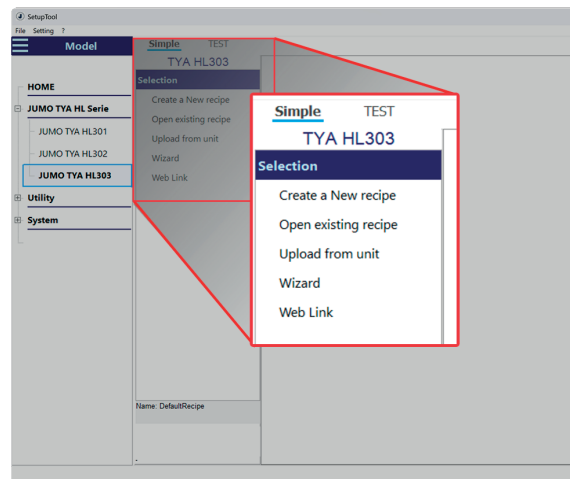 SetupTool
File Setting ?
Model
HOME
JUMO TYA HL Serie
JUMO TYA HL301
JUMO TYA HL302
JUMO TYA HL303
Utility
System
Simple TEST
TYA HL303
Selection
Create a New recipe
Open existing recipe
Upload from unit
Wizard
Web Link
Name: DefaultRecipe
-
Simple TEST
TYA HL303
Selection
Create a New recipe
Open existing recipe
Upload from unit
Wizard
Web Link